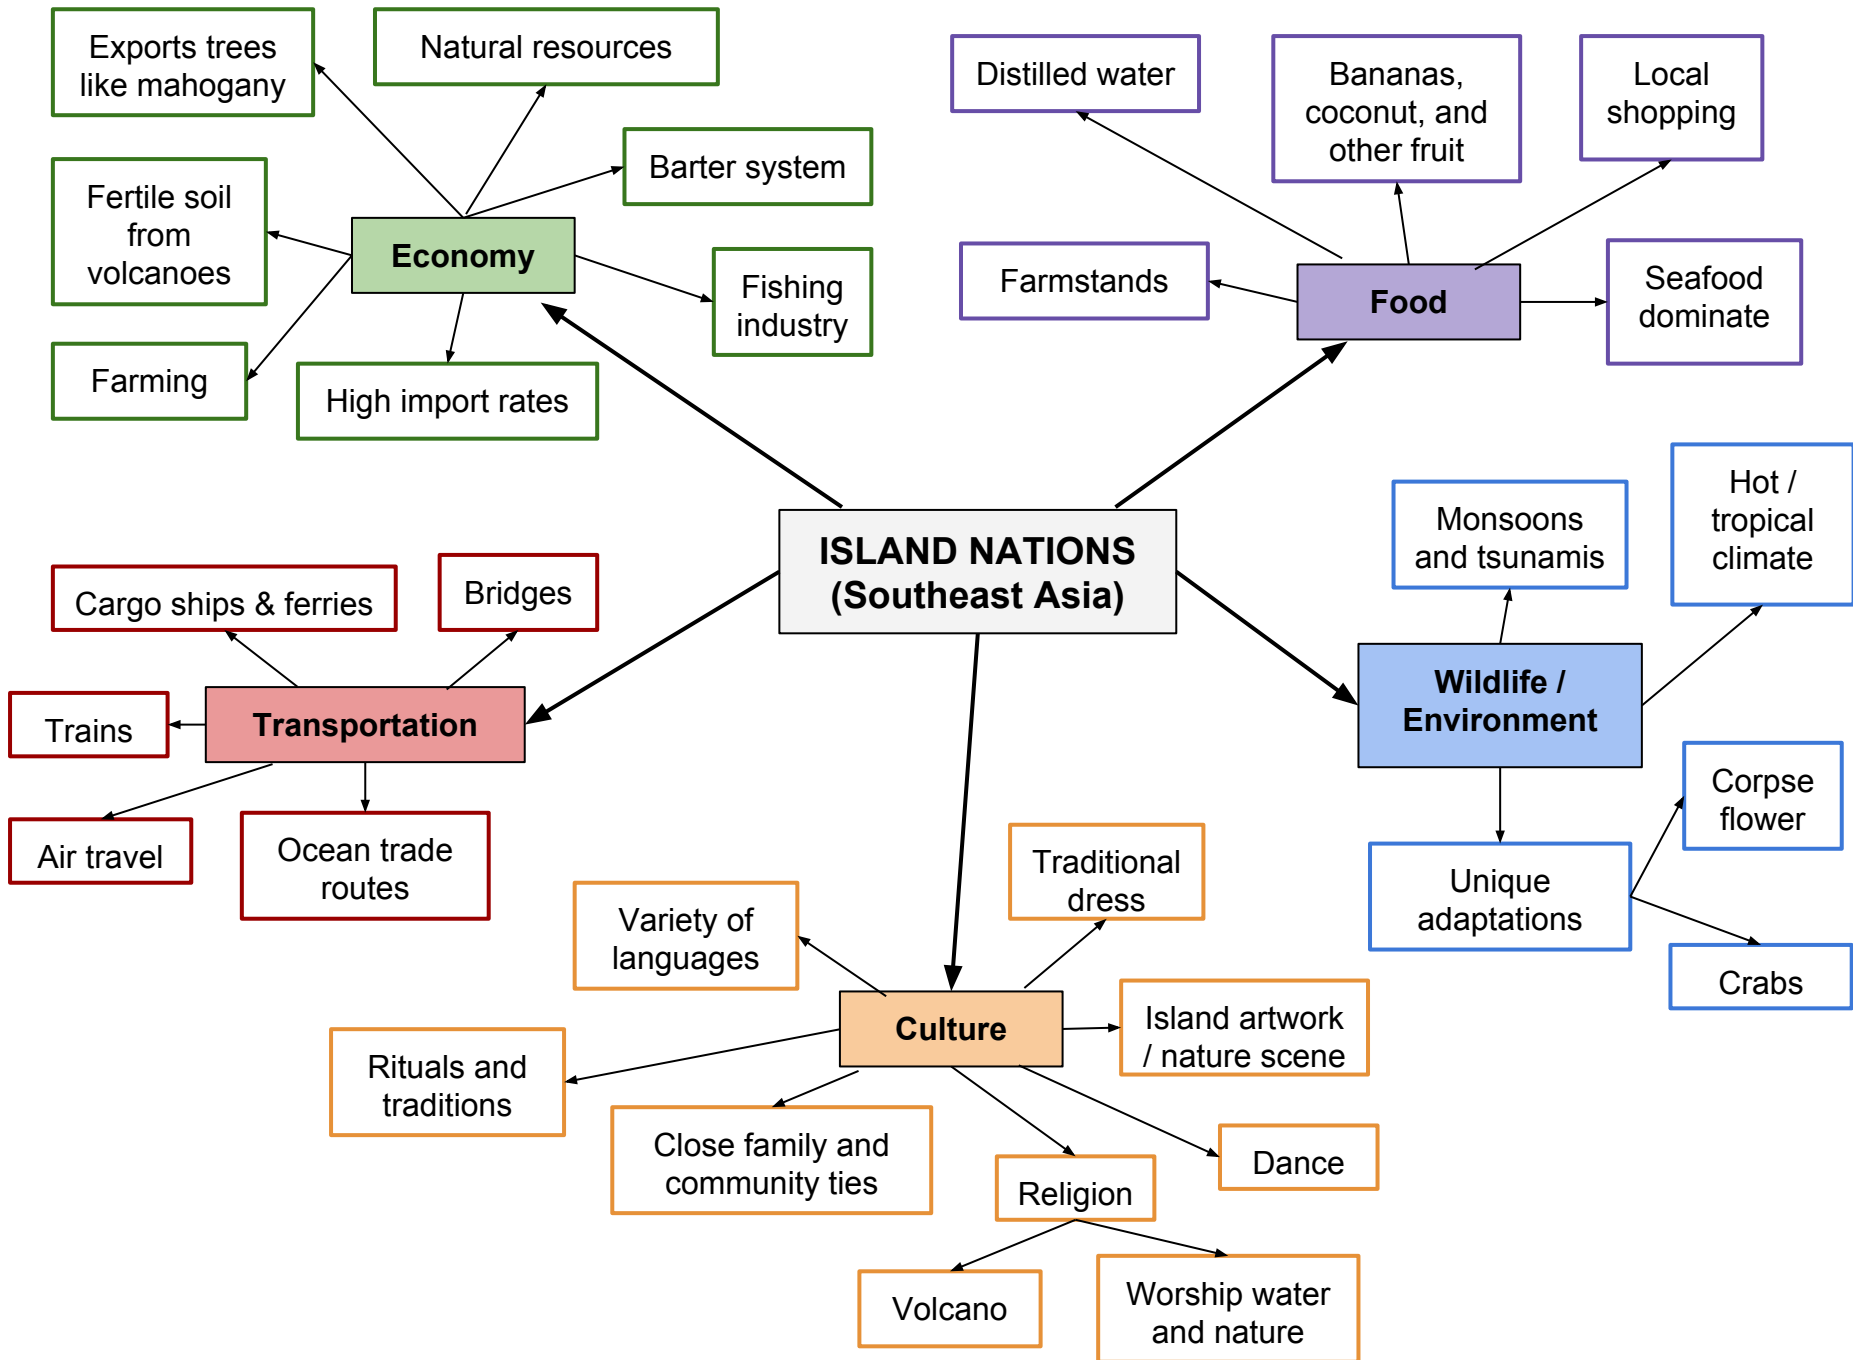 Exports trees
like mahogany
Natural resources
Barter system
Fertile soil
from
volcanoes
Economy
Fishing
industry
Farming
High import rates
Distilled water
Bananas,
coconut, and
other fruit
Local
shopping
Farmstands
Food
Seafood
dominate
ISLAND NATIONS
(Southeast Asia)
Monsoons
and tsunamis
Hot /
tropical
climate
Wildlife /
Environment
Corpse
flower
Unique
adaptations
Crabs
Cargo ships & ferries
Bridges
Trains
Transportation
Air travel
Ocean trade
routes
Traditional
dress
Variety of
languages
Culture
Island artwork
/ nature scene
Rituals and
traditions
Close family and
community ties
Religion
Dance
Volcano
Worship water
and nature